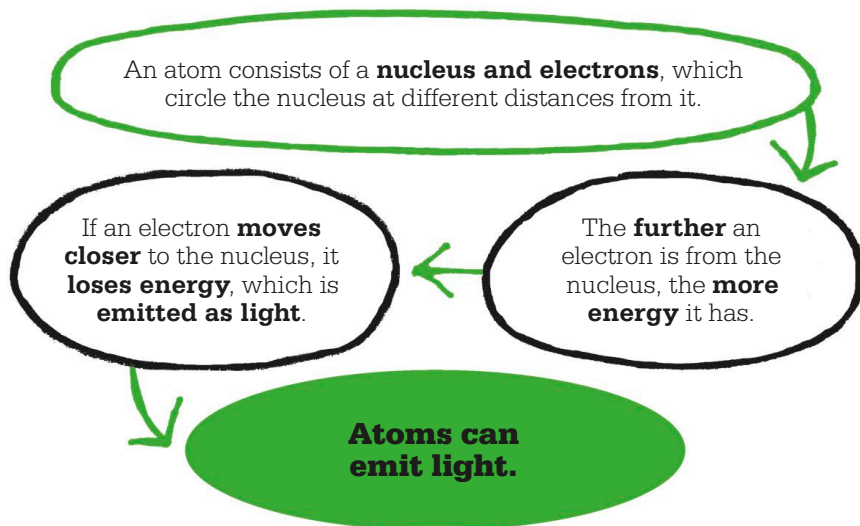 An atom consists of a nucleus and electrons, which
circle the nucleus at different distances from it.
The further an
electron is from the
nucleus, the more
energy it has.
If an electron moves
closer to the nucleus, it
loses energy, which is
emitted as light.
Atoms can
emit light.